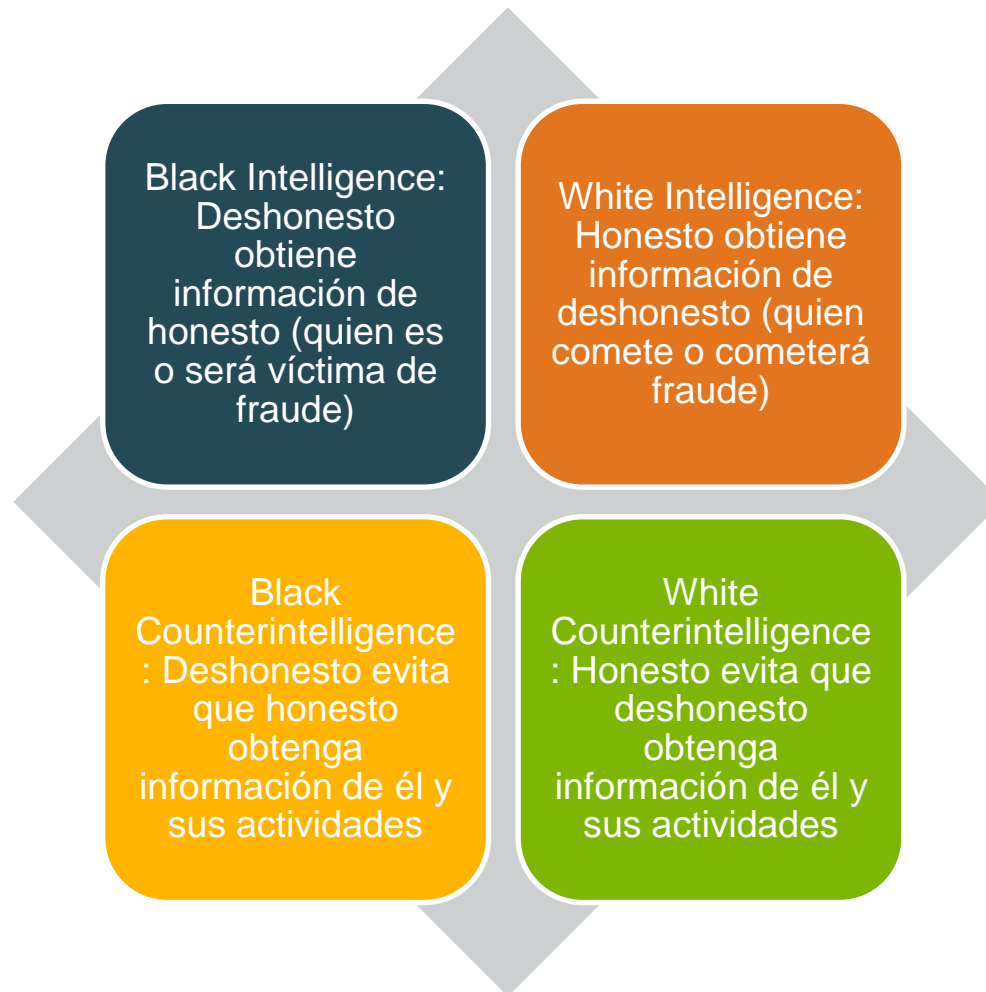 Black Intelligence:
Deshonesto
obtiene
información de
honesto (quien es
o será víctima de
fraude)
White Intelligence:
Honesto obtiene
información de
deshonesto (quien
comete o cometerá
fraude)
Black
Counterintelligence
: Deshonesto evita
que honesto
obtenga
información de él y
sus actividades
White
Counterintelligence
: Honesto evita que
deshonesto
obtenga
información de él y
sus actividades